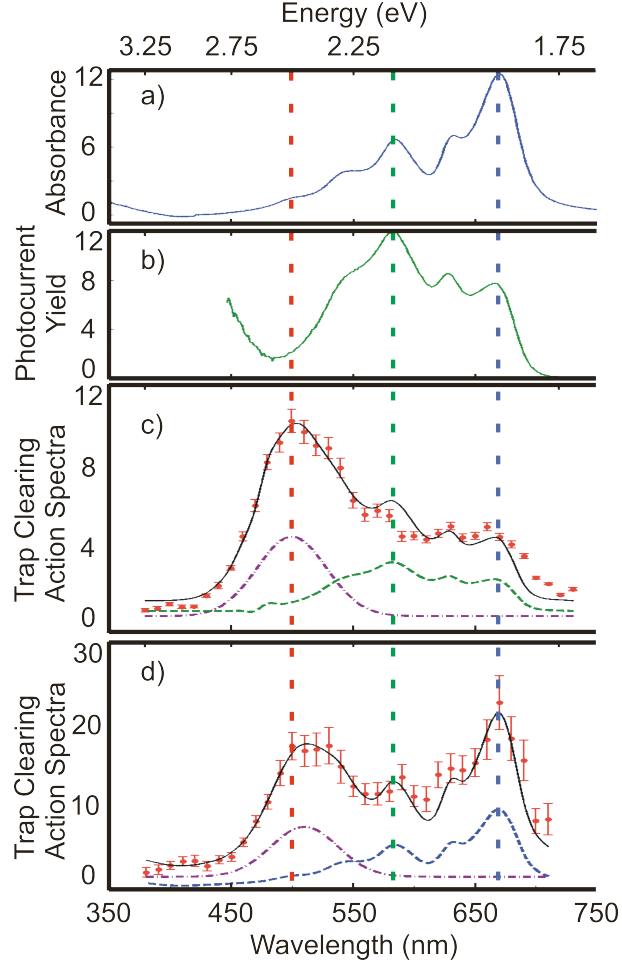 Energy (eV)
3.25 2.75 2.25 1.75
a)
Absorbance
12
6
0
b)
Photocurrent
Yield
12
8
4
0
c)
Trap Clearing
Action Spectra
12
8
4
0
d)
Trap Clearing
Action Spectra
30
20
10
0
350 450 550 650 750
Wavelength (nm)